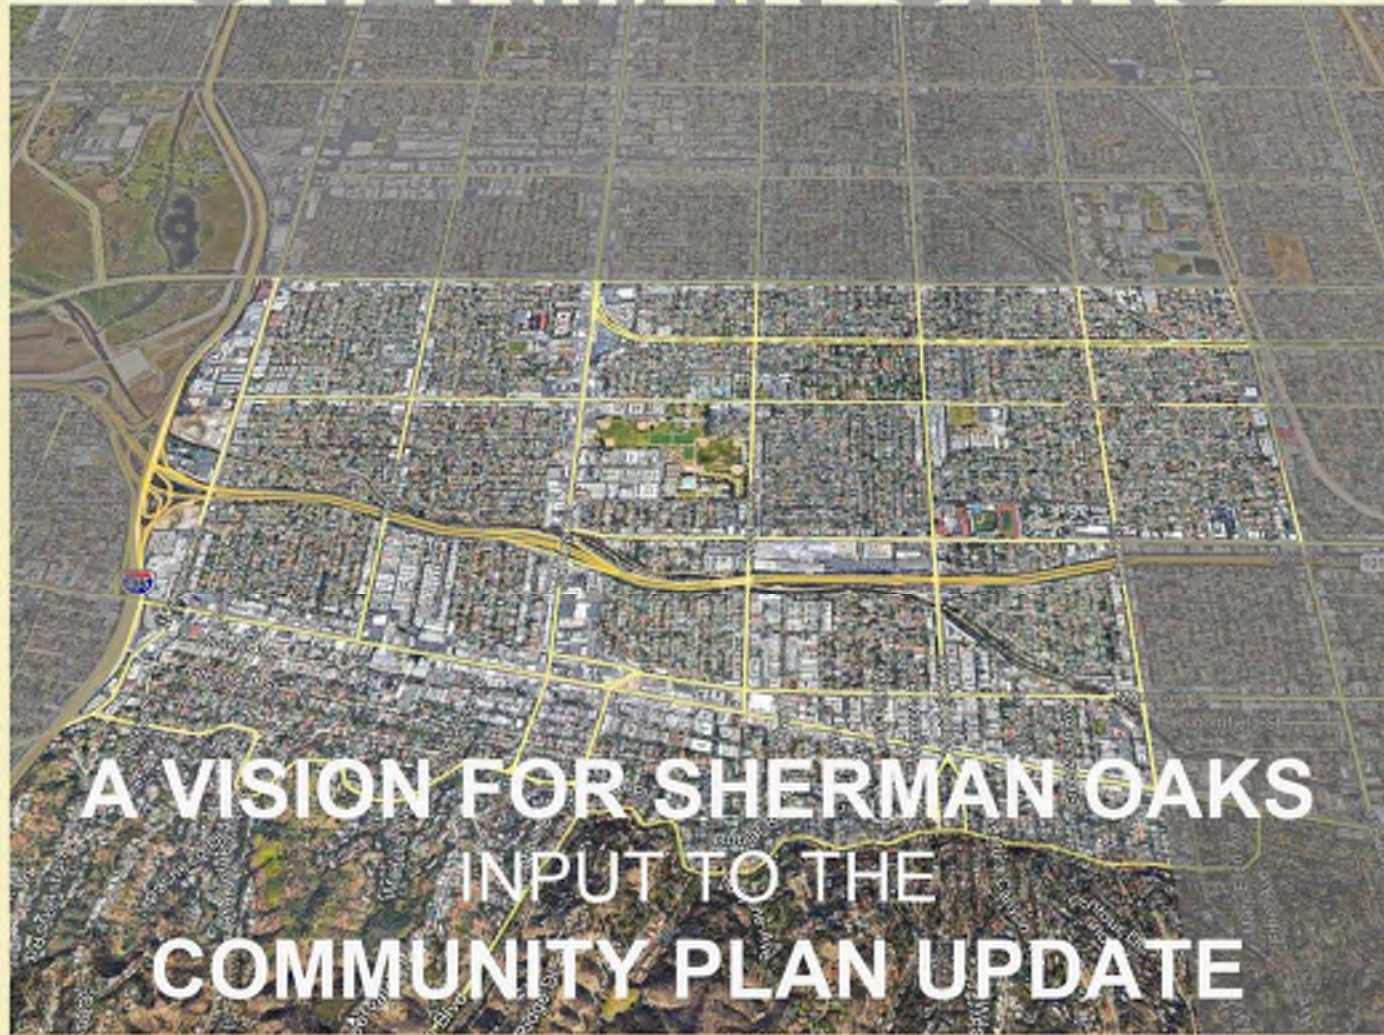 A VISION FOR SHERMAN OAKS
INPUT TO THE
COMMUNITY PLAN UPDATE